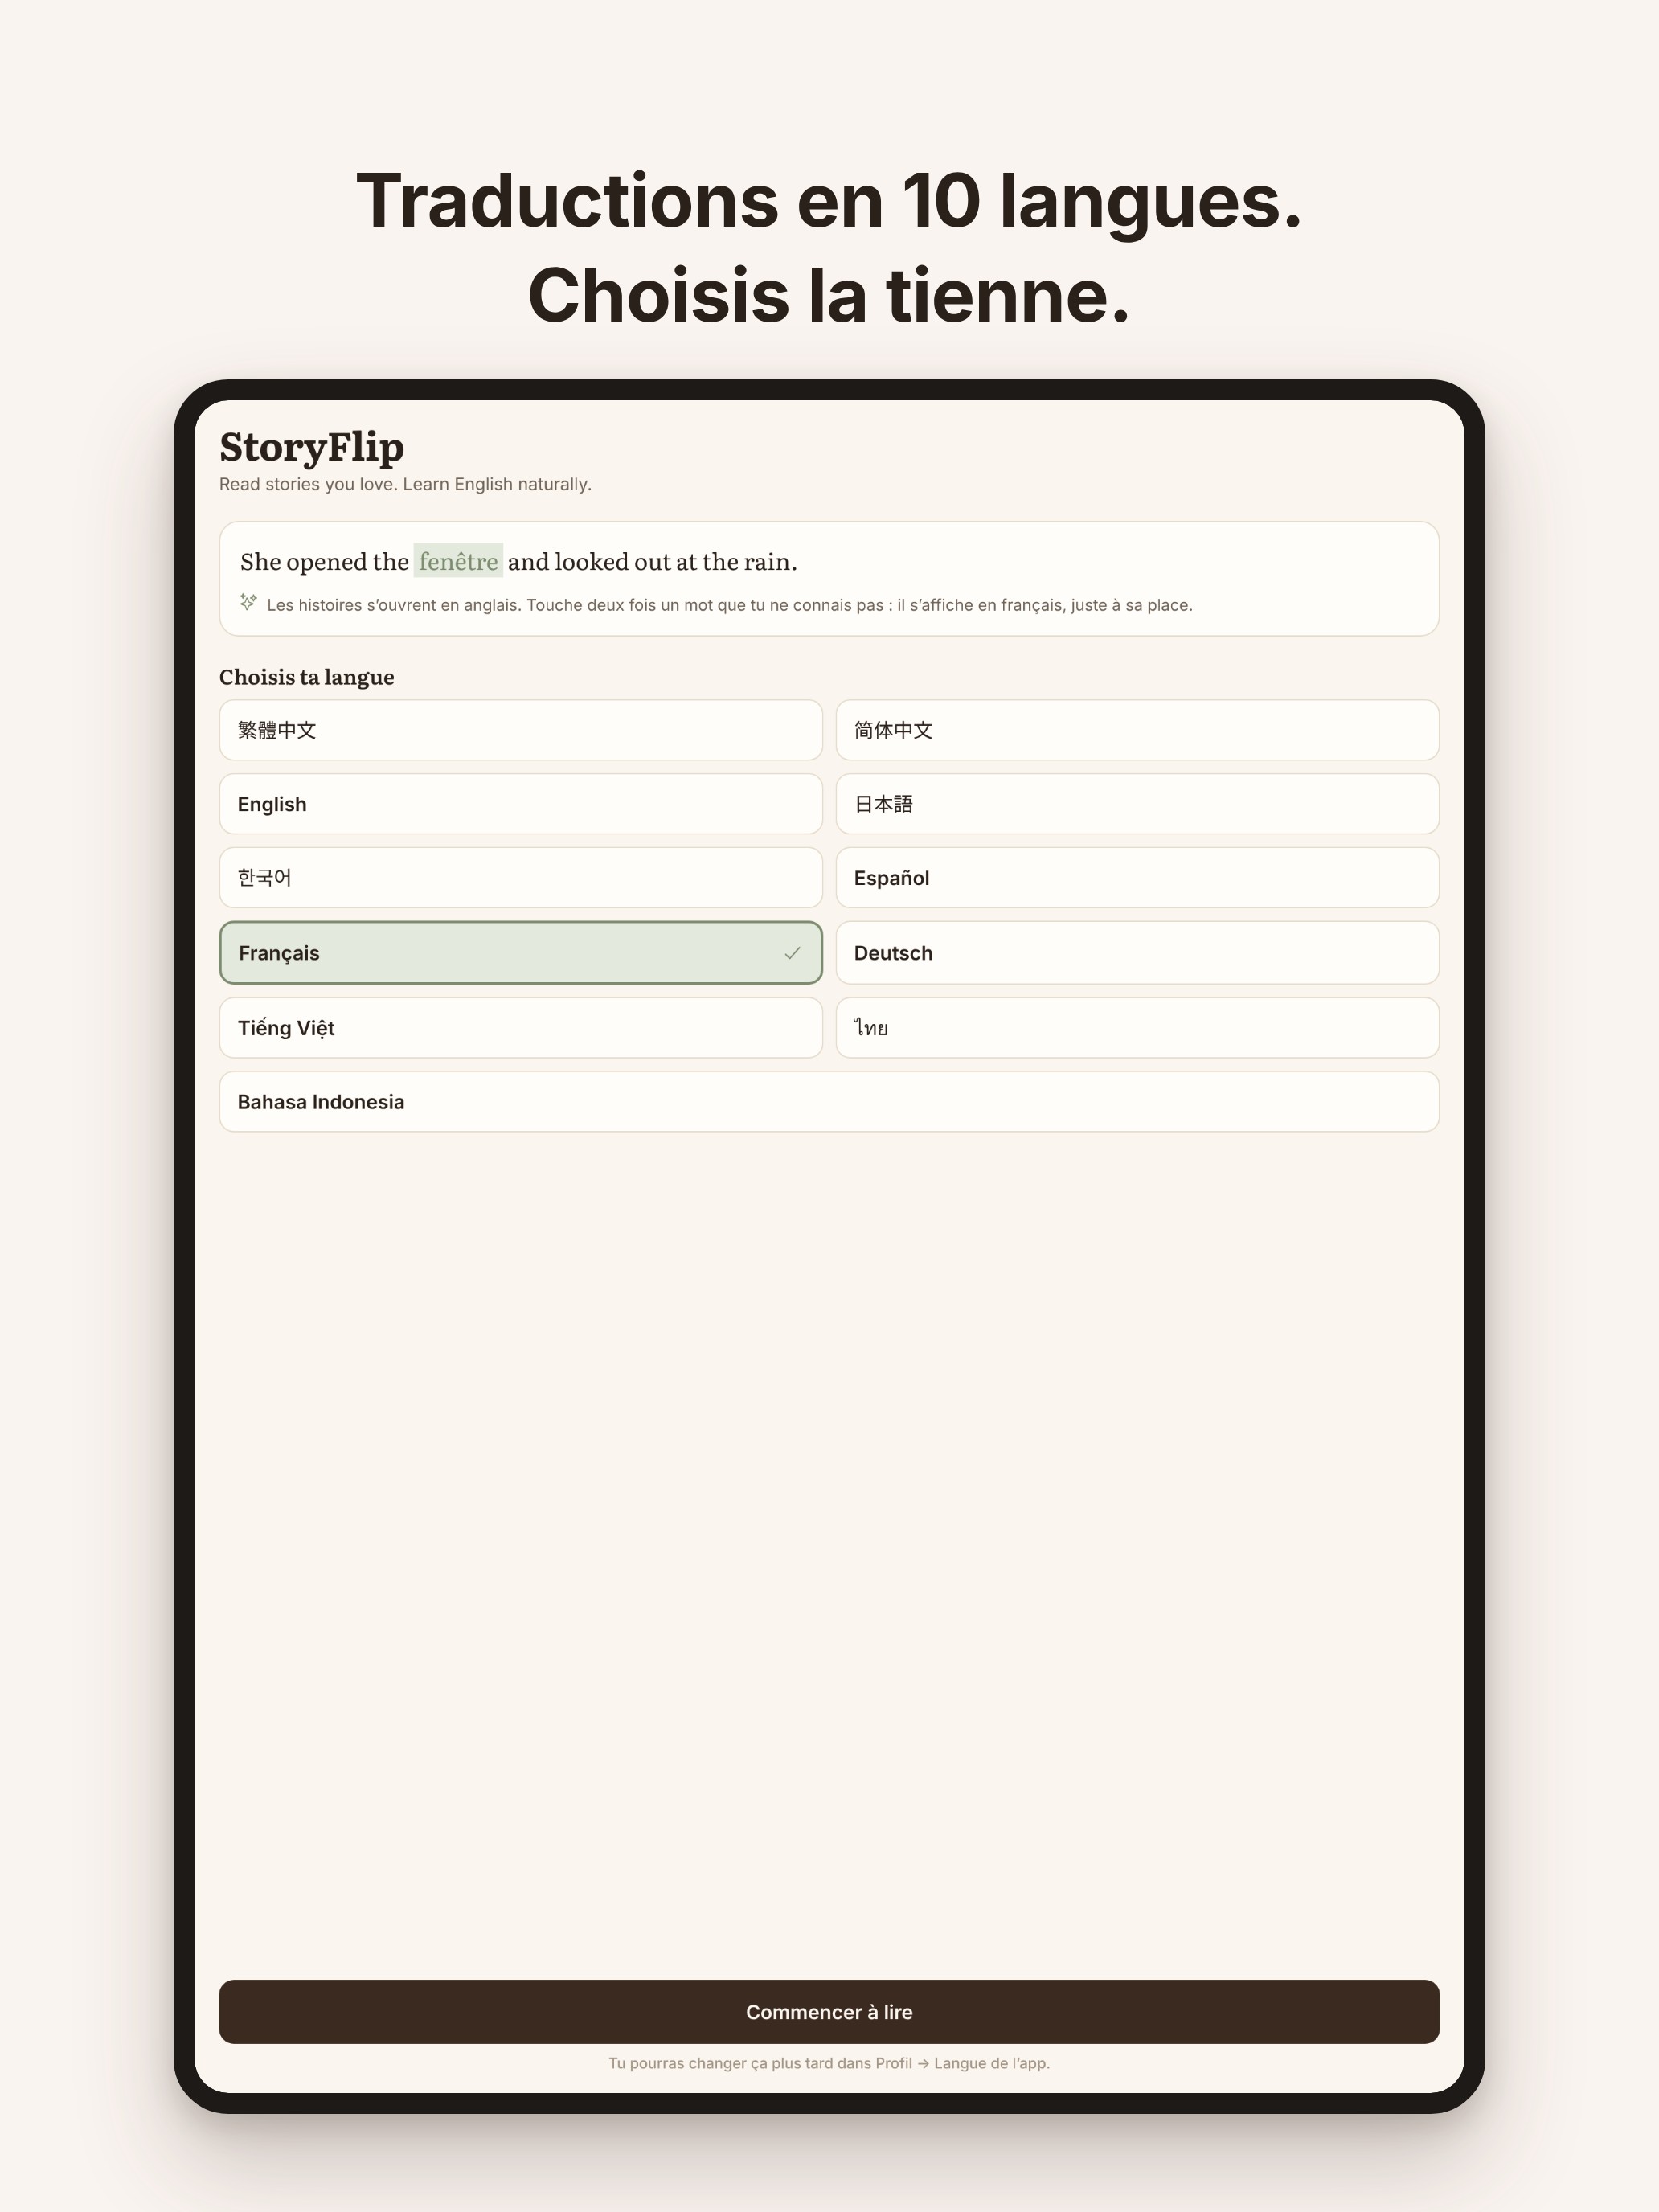 Traductions en 10 langues.
Choisis la tienne.
StoryFlip
Read stories you love. Learn English naturally.
She opened the fenêtre and looked out at the rain.
Les histoires s’ouvrent en anglais. Touche deux fois un mot que tu ne connais pas : il s’affiche en français, juste à sa place.
Choisis ta langue
繁體中文
简体中文
English
日本語
한국어
Español
Français
Deutsch
Tiếng Việt
ไทย
Bahasa Indonesia
Commencer à lire
Tu pourras changer ça plus tard dans Profil → Langue de l’app.